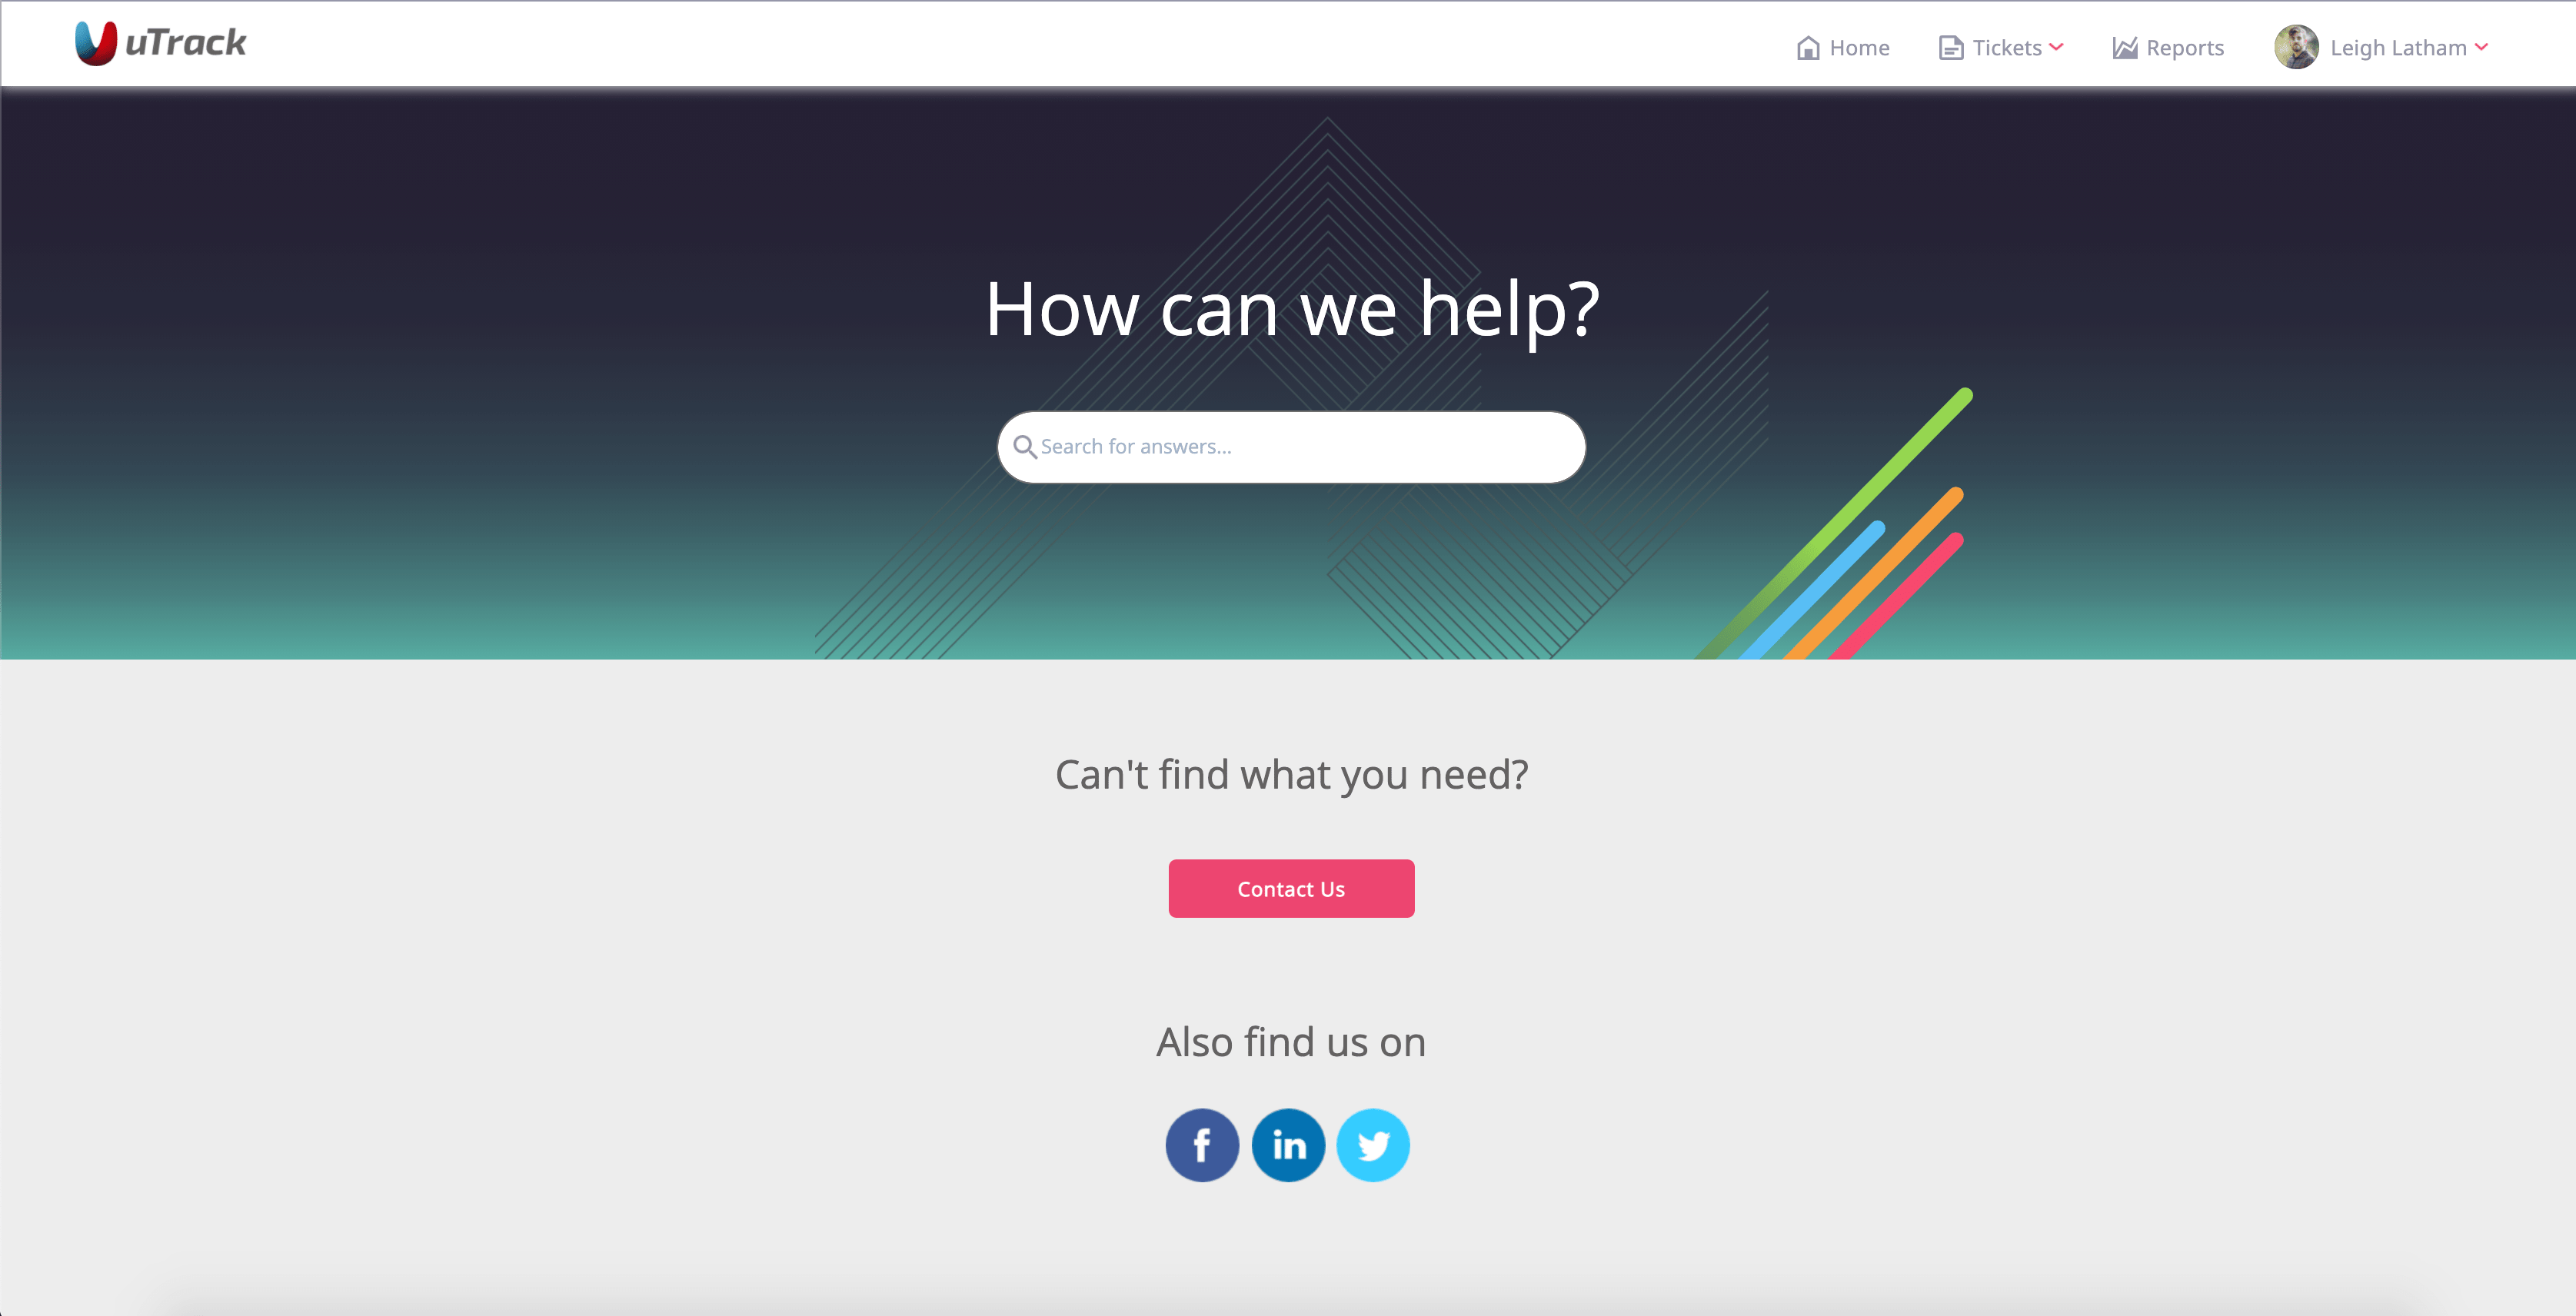 uTrack
Home
Tickets
Reports
Leigh Latham
How can we help?
Search for answers...
Can't find what you need?
Contact Us
Also find us on
f
in